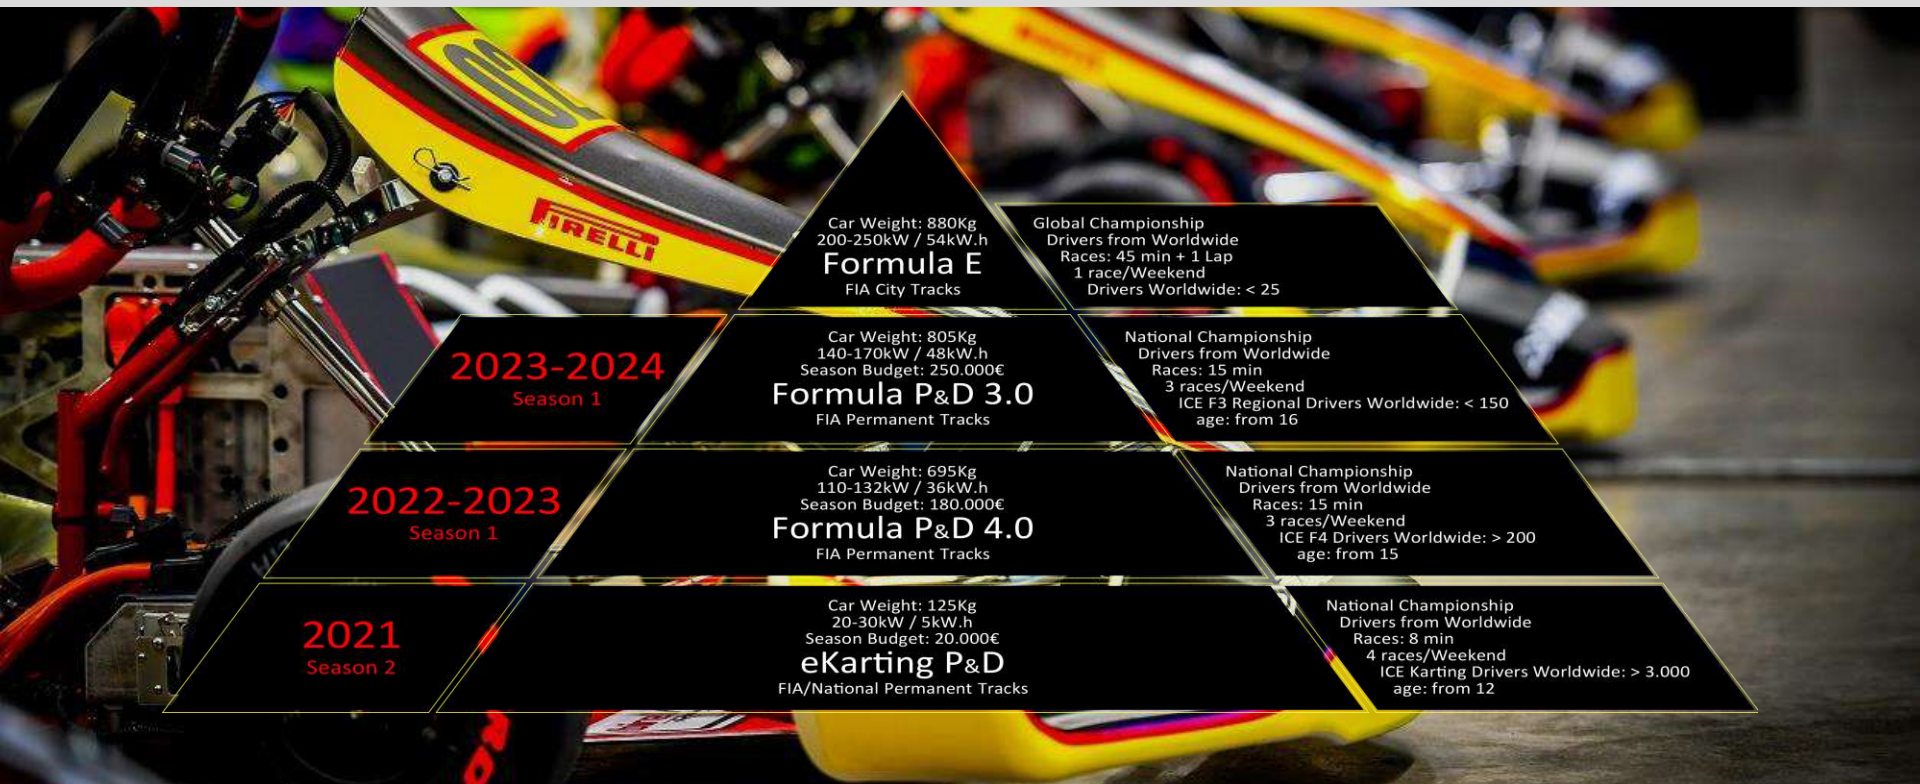 PIRELLI
Car Weight: 880Kg
200-250kW / 54kW.h
Formula E
FIA City Tracks
Global Championship
Drivers from Worldwide
Races: 45 min + 1 Lap
1 race/Weekend
Drivers Worldwide: < 25
2023-2024
Season 1
Car Weight: 805Kg
140-170kW / 48kW.h
Season Budget: 250.000€
Formula P&D 3.0
FIA Permanent Tracks
National Championship
Drivers from Worldwide
Races: 15 min
3 races/Weekend
ICE F3 Regional Drivers Worldwide: < 150
age: from 16
2022-2023
Season 1
Car Weight: 695Kg
110-132kW / 36kW.h
Season Budget: 180.000€
Formula P&D 4.0
FIA Permanent Tracks
National Championship
Drivers from Worldwide
Races: 15 min
3 races/Weekend
ICE F4 Drivers Worldwide: > 200
age: from 15
2021
Season 2
Car Weight: 125Kg
20-30kW / 5kW.h
Season Budget: 20.000€
eKarting P&D
FIA/National Permanent Tracks
National Championship
Drivers from Worldwide
Races: 8 min
4 races/Weekend
ICE Karting Drivers Worldwide: > 3.000
age: from 12